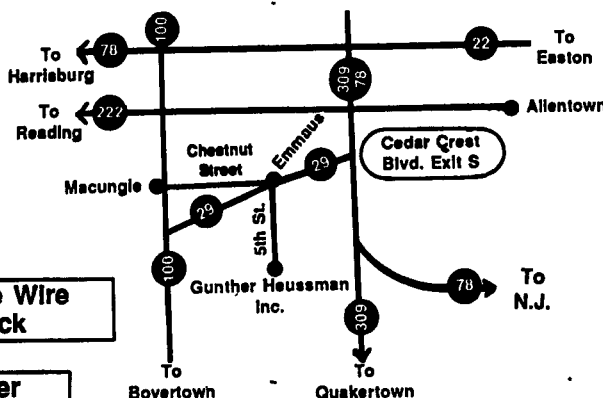 100
To
Harrisburg
78
22
To
Easton
309
78
To
Reading
222
Allentown
Chestnut
Street
Emmaus
29
Cedar Crest
Blvd. Exit S
Macungie
29
5th St.
100
Gunther Heussman
Inc.
78
To
N.J.
e Wire
ck
309
er
To
Boyertown
To
Quakertown